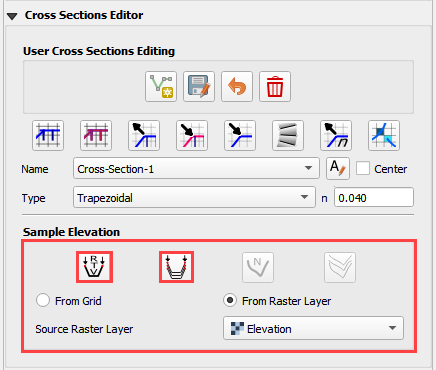 Cross Sections Editor
User Cross Sections Editing
Name Cross-Section-1 A Center
Type Trapezoidal n 0.040
Sample Elevation
R T V N
From Grid From Raster Layer
Source Raster Layer Elevation